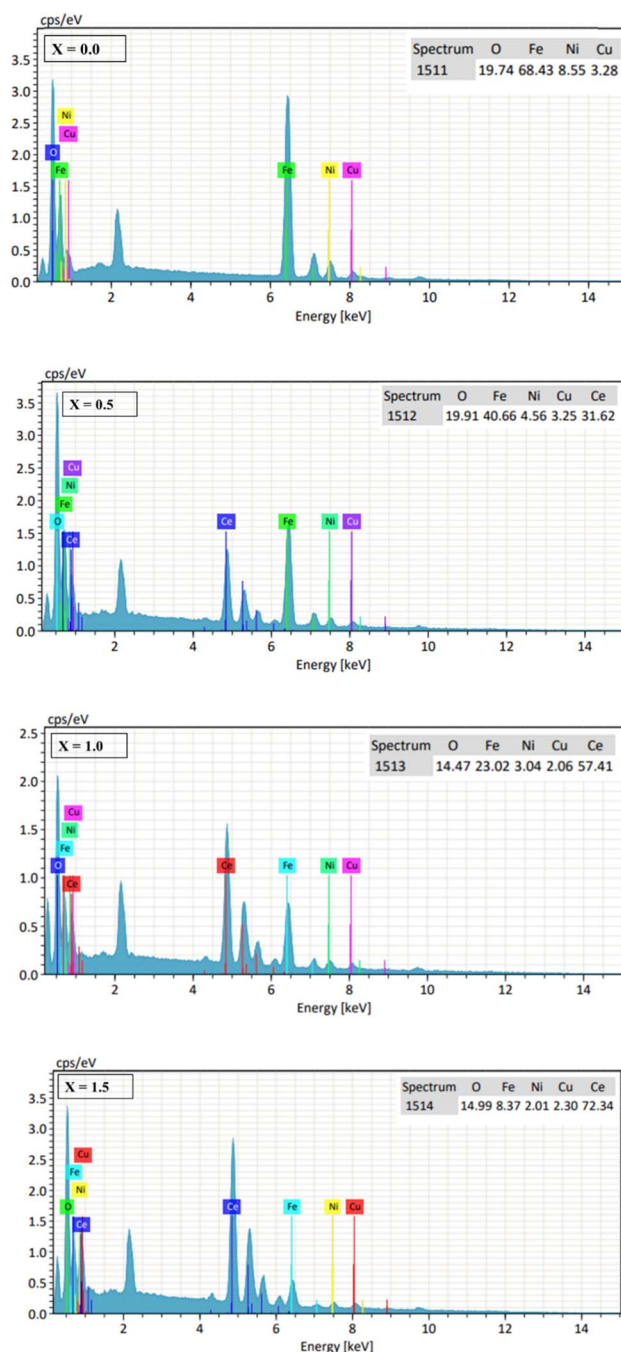 cps/eV
X = 0.0
Spectrum O Fe Ni Cu
1511 19.74 68.43 8.55 3.28
3.5
3.0
2.5
2.0
1.5
1.0
0.5
0.0
Ni
Cu
O
Fe
Fe
Ni
Cu
2 4 6 8 10 12 14
Energy [keV]
cps/eV
X = 0.5
Spectrum O Fe Ni Cu Ce
1512 19.91 40.66 4.56 3.25 31.62
3.5
3.0
2.5
2.0
1.5
1.0
0.5
0.0
Cu
Ni
Fe
O
Ce
Ce
Fe
Ni
Cu
2 4 6 8 10 12 14
Energy [keV]
cps/eV
X = 1.0
Spectrum O Fe Ni Cu Ce
1513 14.47 23.02 3.04 2.06 57.41
2.5
2.0
1.5
1.0
0.5
0.0
Cu
Ni
Fe
O
Ce
Ce
Fe
Ni
Cu
2 4 6 8 10 12 14
Energy [keV]
cps/eV
X = 1.5
Spectrum O Fe Ni Cu Ce
1514 14.99 8.37 2.01 2.30 72.34
3.5
3.0
2.5
2.0
1.5
1.0
0.5
0.0
Cu
Fe
Ni
O
Ce
Ce
Fe
Ni
Cu
2 4 6 8 10 12 14
Energy [keV]